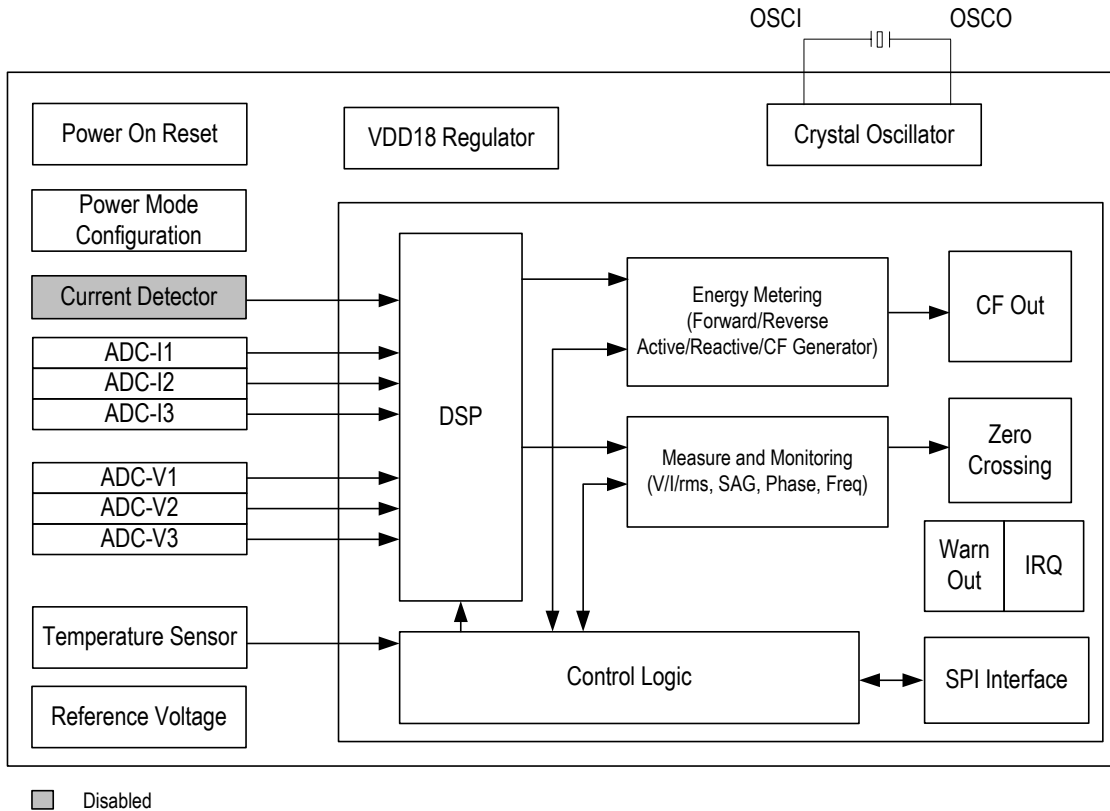 OSCI
OSCO
Power On Reset
VDD18 Regulator
Crystal Oscillator
Power Mode
Configuration
Current Detector
ADC-I1
ADC-I2
ADC-I3
ADC-V1
ADC-V2
ADC-V3
Temperature Sensor
Reference Voltage
DSP
Energy Metering
(Forward/Reverse
Active/Reactive/CF Generator)
CF Out
Measure and Monitoring
(V/I/rms, SAG, Phase, Freq)
Zero
Crossing
Warn
Out
IRQ
Control Logic
SPI Interface
Disabled